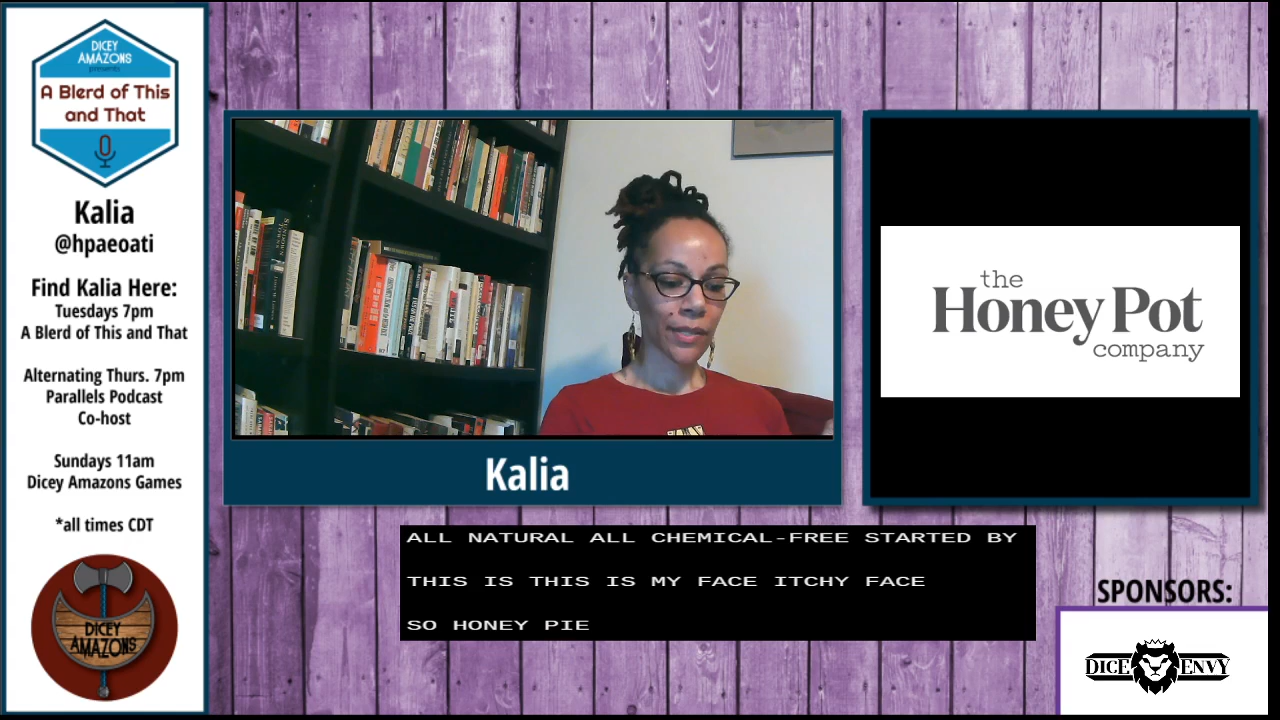 DICEY
AMAZONS
presents
A Blerd of This
and That
Kalia
@hpaeoati
Find Kalia Here:
Tuesdays 7pm
A Blerd of This and That
Alternating Thurs. 7pm
Parallels Podcast
Co-host
Sundays 11am
Dicey Amazons Games
*all times CDT
DICEY
AMAZONS
Kalia
the
Honey Pot
company
ALL NATURAL ALL CHEMICAL-FREE STARTED BY
THIS IS THIS IS MY FACE ITCHY FACE
SO HONEY PIE
SPONSORS:
DICE ENVY